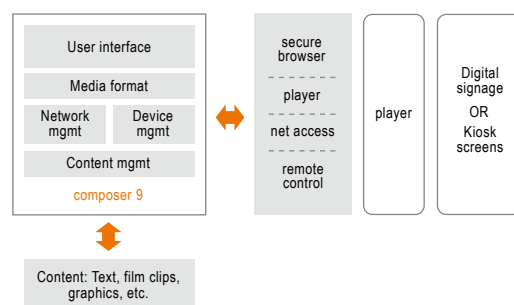 User interface
Media format
Network
mgmt
Device
mgmt
Content mgmt
composer 9
Content: Text, film clips,
graphics, etc.
secure
browser
player
net access
remote
control
player
Digital
signage
OR
Kiosk
screens